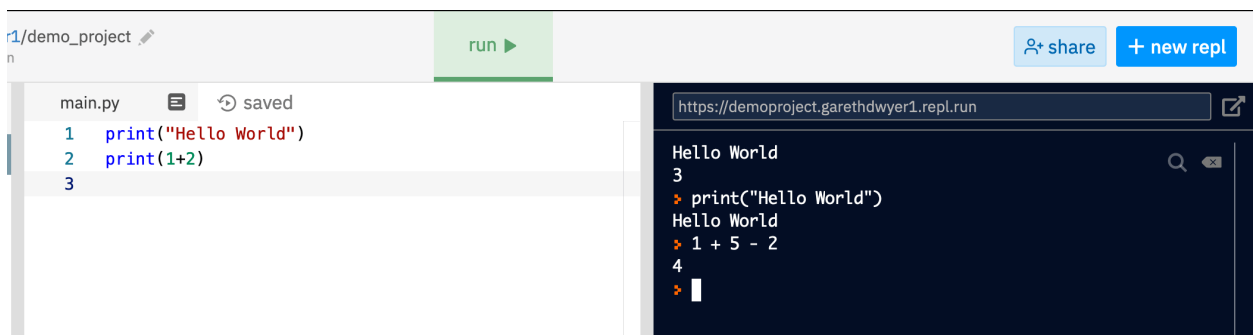 r1/demo_project
n
run
share
+ new repl
main.py
saved
1 print("Hello World")
2 print(1+2)
3
https://demoproject.garethdwyer1.repl.run
Hello World
3
> print("Hello World")
Hello World
> 1 + 5 - 2
4
>